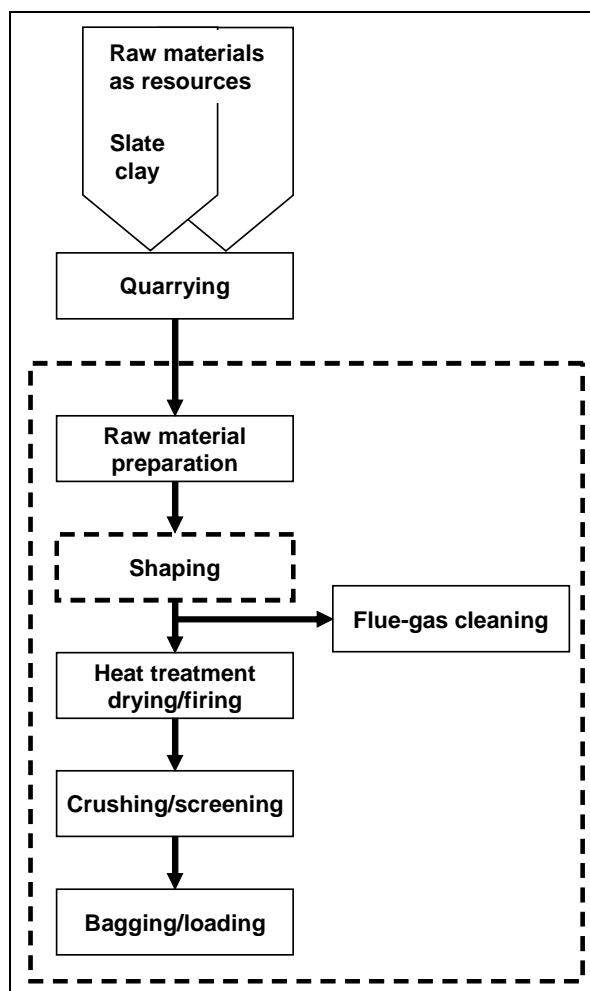 Raw materials
as resources
Slate
clay
Quarrying
Raw material
preparation
Shaping
Flue-gas cleaning
Heat treatment
drying/firing
Crushing/screening
Bagging/loading